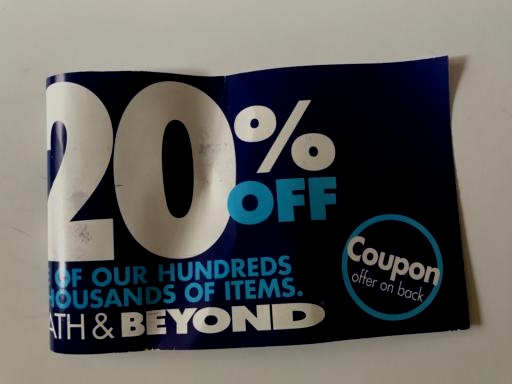 20%
OFF
OF OUR HUNDREDS
HOUSANDS OF ITEMS.
ATH & BEYOND
Coupon
offer on back